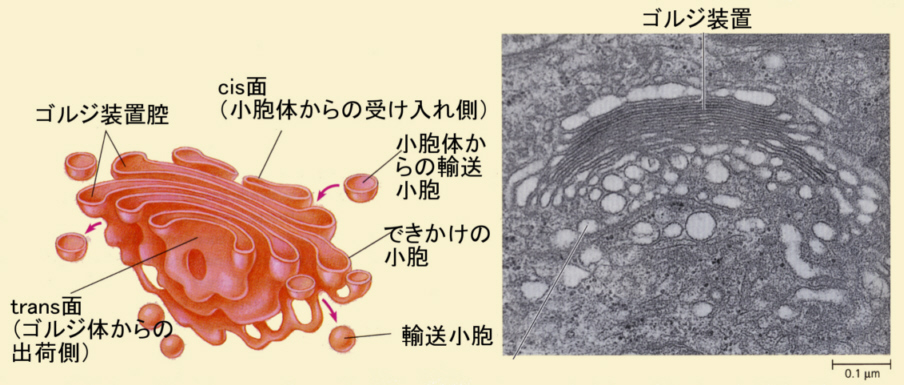 ゴルジ装置
cis面
(小胞体からの受け入れ側)
ゴルジ装置腔
小胞体か
らの輸送
小胞
できかけの
小胞
trans面
(ゴルジ体からの
出荷側)
輸送小胞
0.1 μm